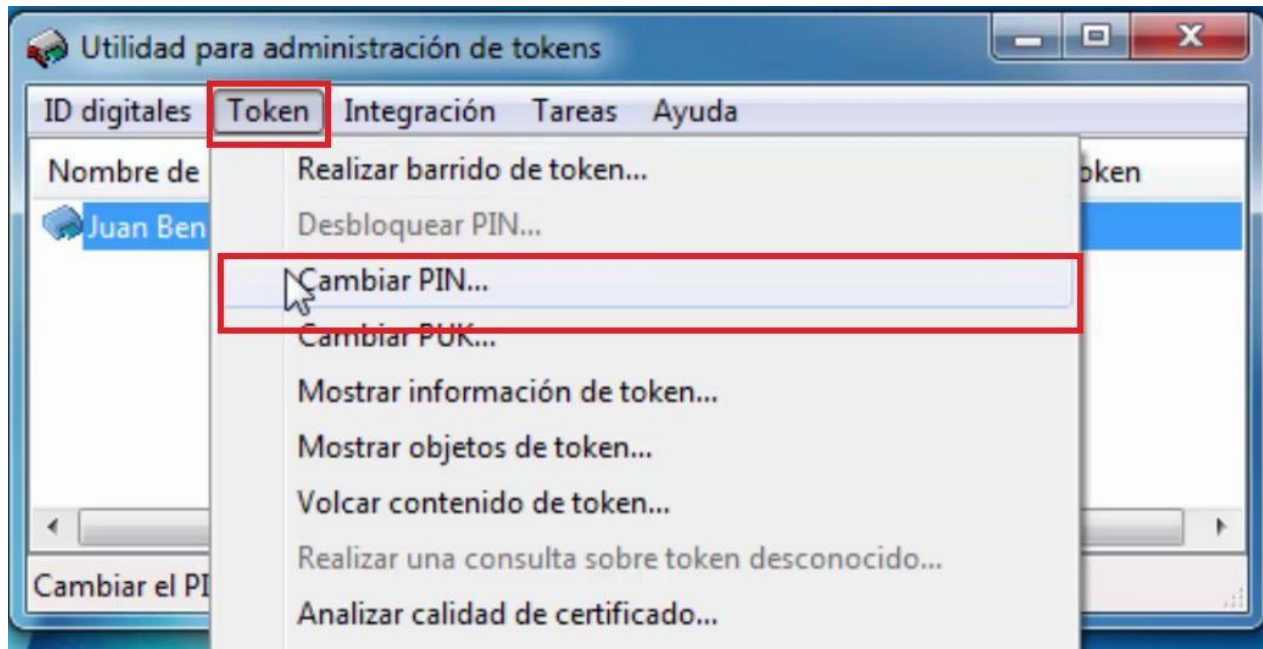 Utilidad para administración de tokens
ID digitales Token Integración Tareas Ayuda
Nombre de
Juan Ben
Realizar barrido de token...
Desbloquear PIN...
Cambiar PIN...
Cambiar PUK...
Mostrar información de token...
Mostrar objetos de token...
Volcar contenido de token...
Realizar una consulta sobre token desconocido...
Analizar calidad de certificado...
oken
Cambiar el PI